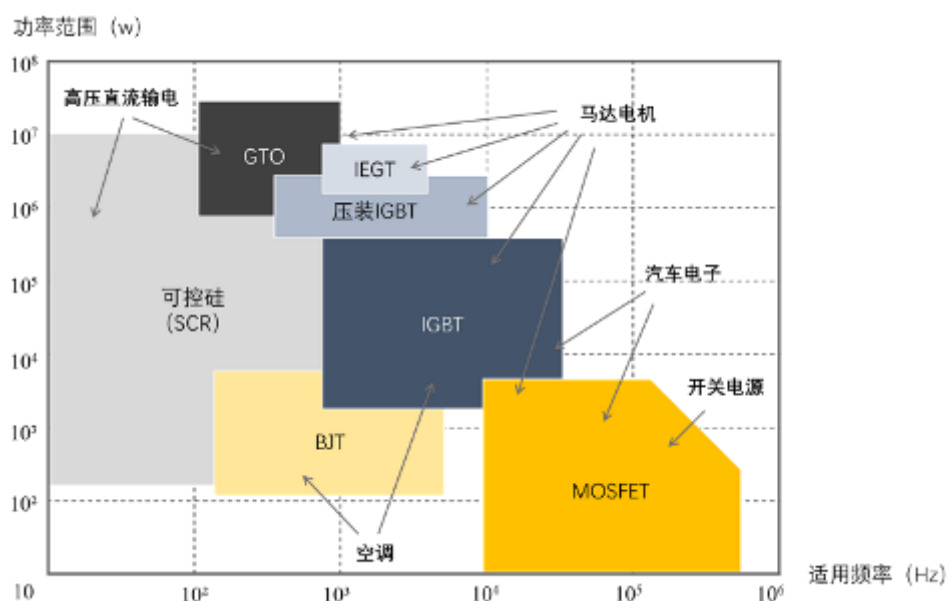 功率范围（w）
10⁸
高压直流输电
马达电机
10⁷
GTO
IEGT
10⁶
压装IGBT
汽车电子
10⁵
可控硅
（SCR）
IGBT
10⁴
开关电源
10³
BJT
MOSFET
10²
空调
10
10²
10³
10⁴
10⁵
10⁶
适用频率（Hz）